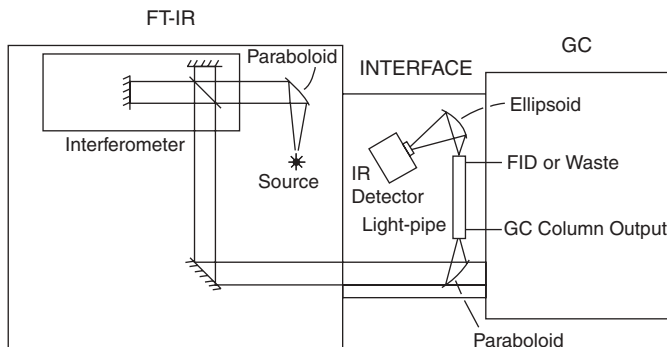 FT-IR
GC
INTERFACE
Paraboloid
Ellipsoid
Interferometer
Source
IR
Detector
FID or Waste
Light-pipe
GC Column Output
Paraboloid